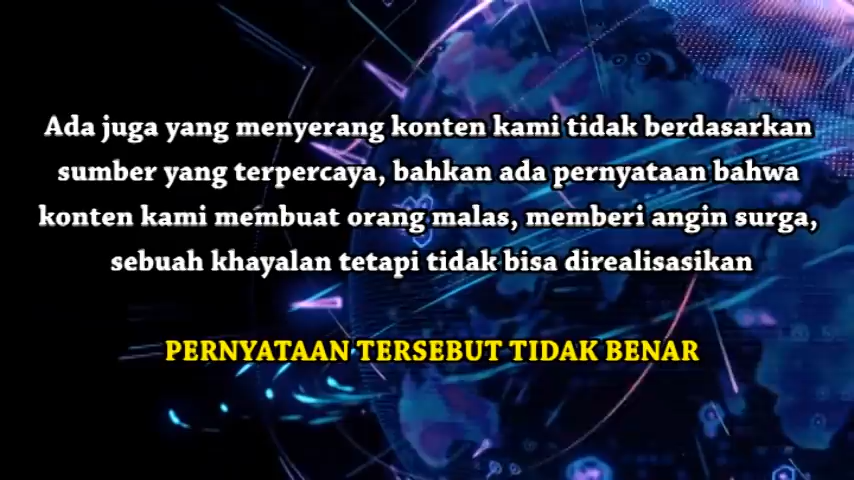 Ada juga yang menyerang konten kami tidak berdasarkan
sumber yang terpercaya, bahkan ada pernyataan bahwa
konten kami membuat orang malas, memberi angin surga,
sebuah khayalan tetapi tidak bisa direalisasikan
PERNYATAAN TERSEBUT TIDAK BENAR